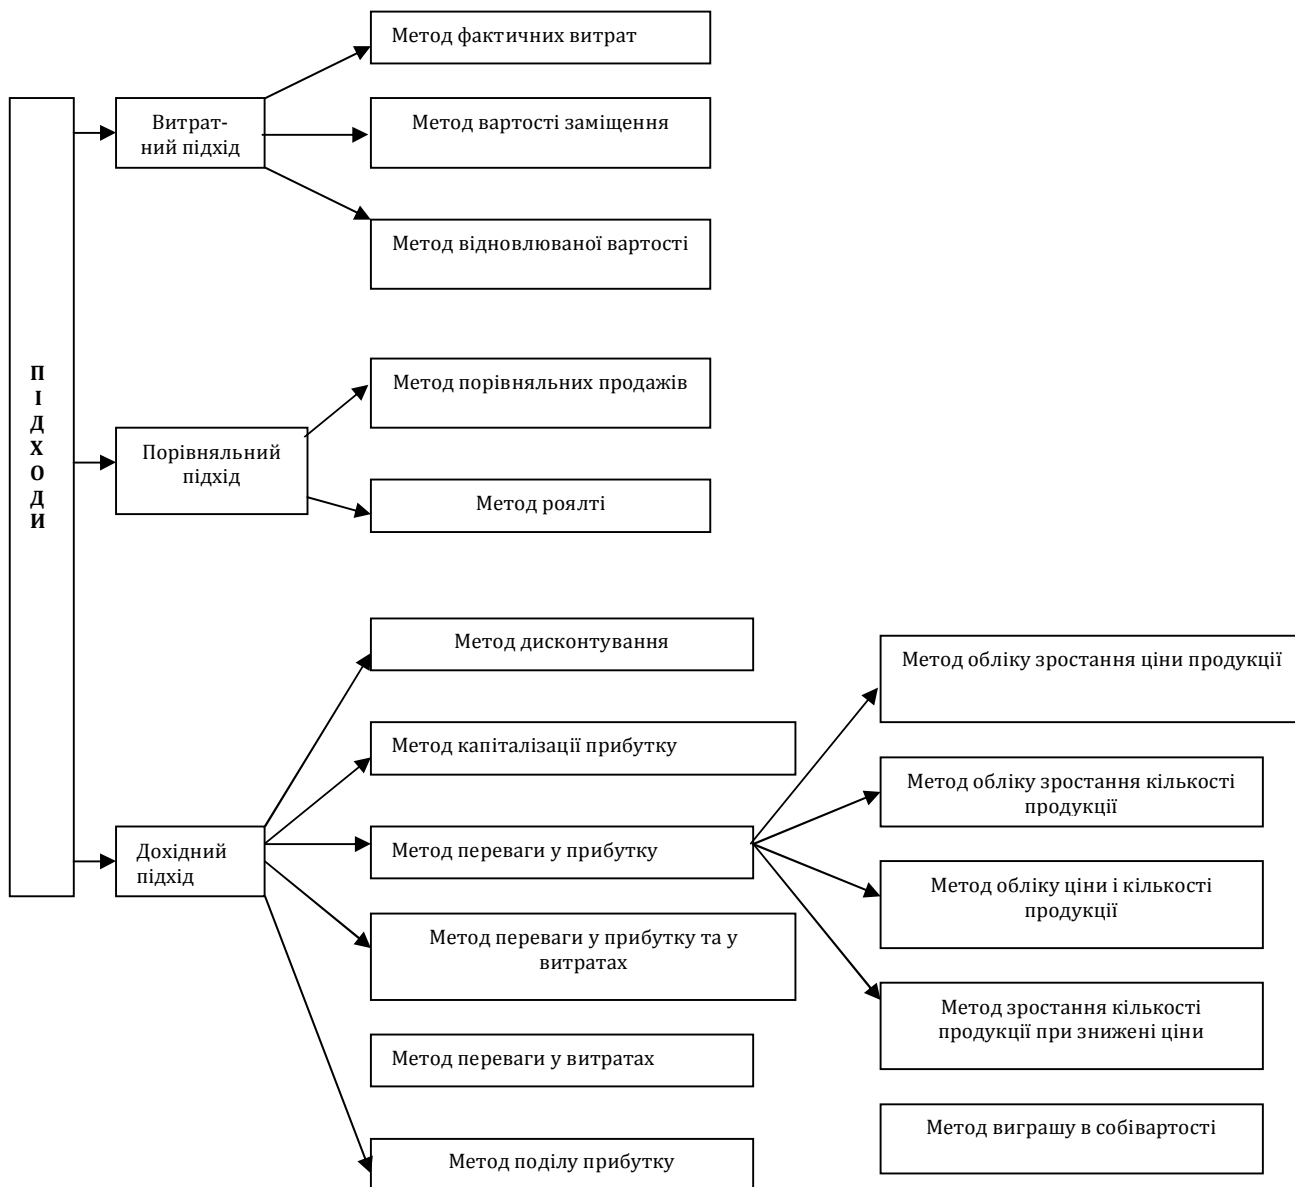 Метод фактичних витрат
Витрат-
ний підхід
Метод вартості заміщення
Метод відновлюваної вартості
П
І
Д
Х
О
Д
И
Метод порівняльних продажів
Порівняльний
підхід
Метод роялті
Метод дисконтування
Метод обліку зростання ціни продукції
Метод капіталізації прибутку
Метод обліку зростання кількості
продукції
Дохідний
підхід
Метод переваги у прибутку
Метод обліку ціни і кількості
продукції
Метод переваги у прибутку та у
витратах
Метод зростання кількості
продукції при знижені ціни
Метод переваги у витратах
Метод виграшу в собівартості
Метод поділу прибутку